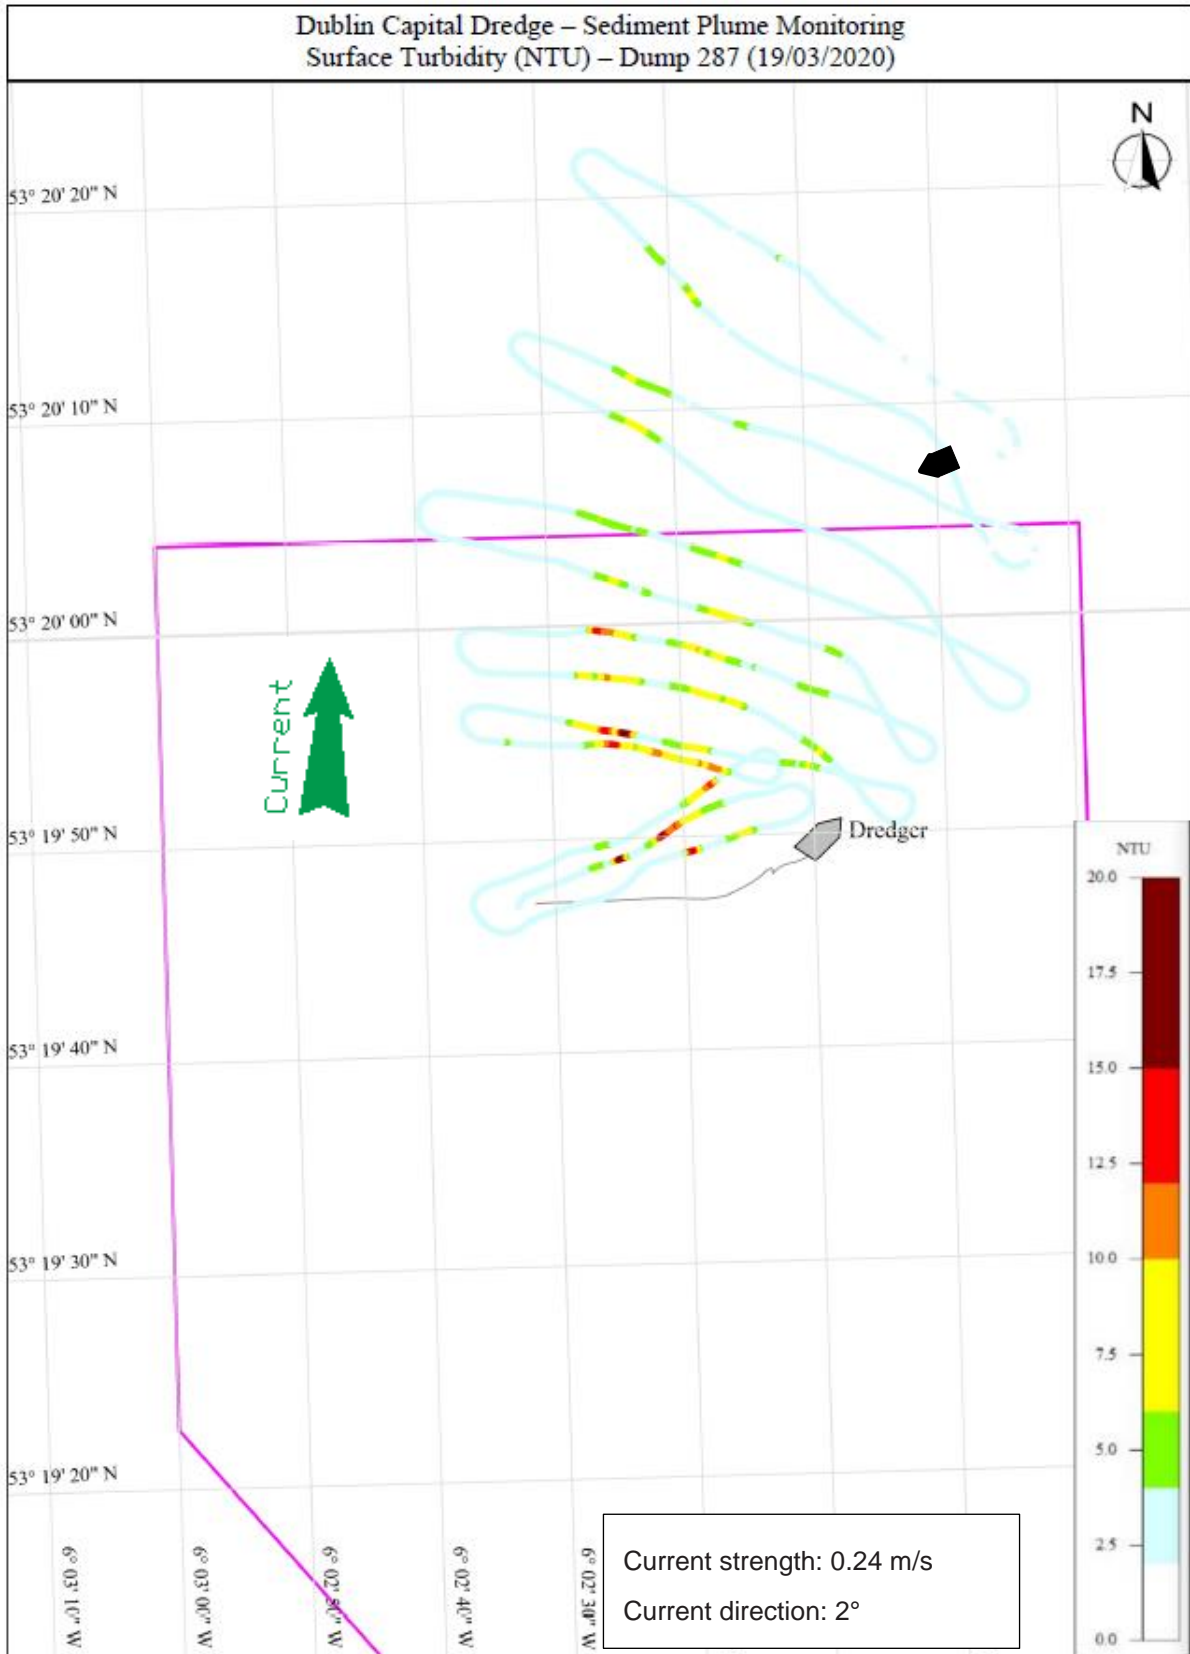 Dublin Capital Dredge – Sediment Plume Monitoring
Surface Turbidity (NTU) – Dump 287 (19/03/2020)
N
53° 20' 20" N
53° 20' 10" N
53° 20' 00" N
Current
53° 19' 50" N
Dredger
NTU
20.0
17.5
15.0
12.5
10.0
7.5
5.0
2.5
0.0
53° 19' 40" N
53° 19' 30" N
53° 19' 20" N
6° 03' 10" W
6° 03' 00" W
6° 02' 50" W
6° 02' 40" W
6° 02' 30" W
Current strength: 0.24 m/s
Current direction: 2°